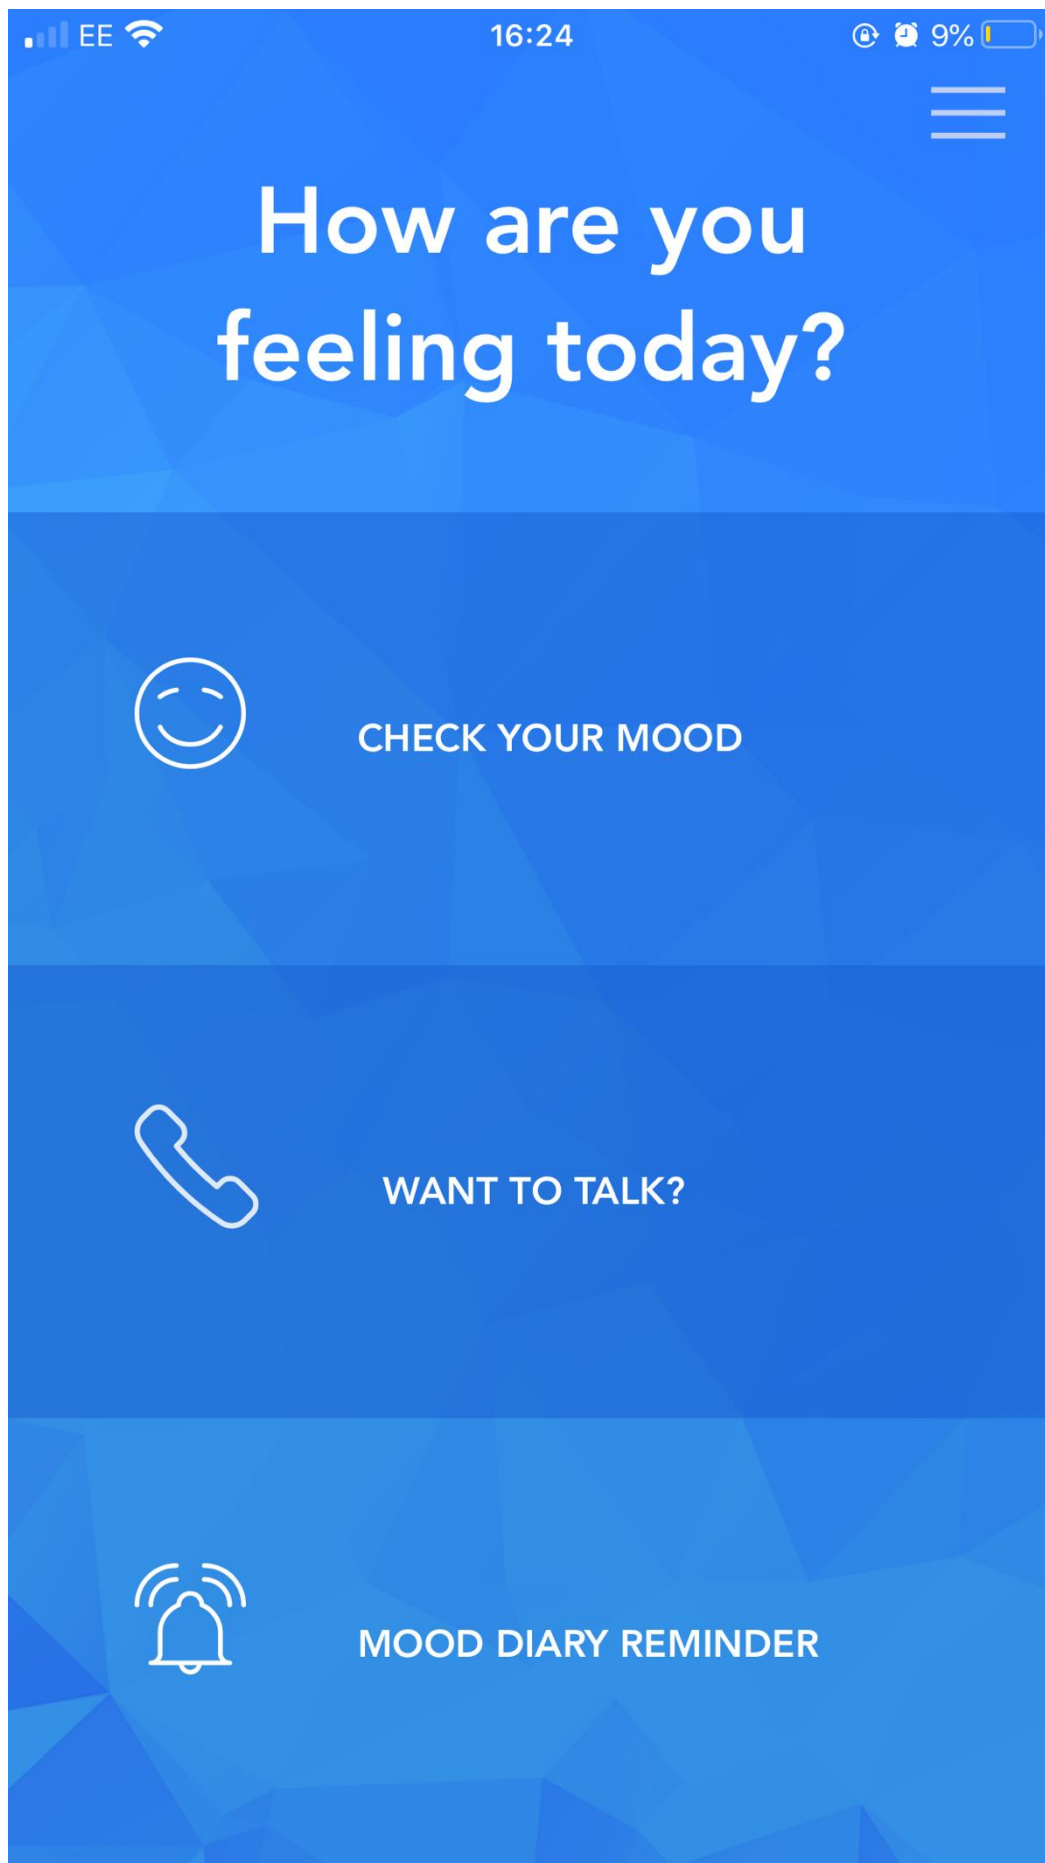 EE 16:24 9%
How are you
feeling today?
CHECK YOUR MOOD
WANT TO TALK?
MOOD DIARY REMINDER